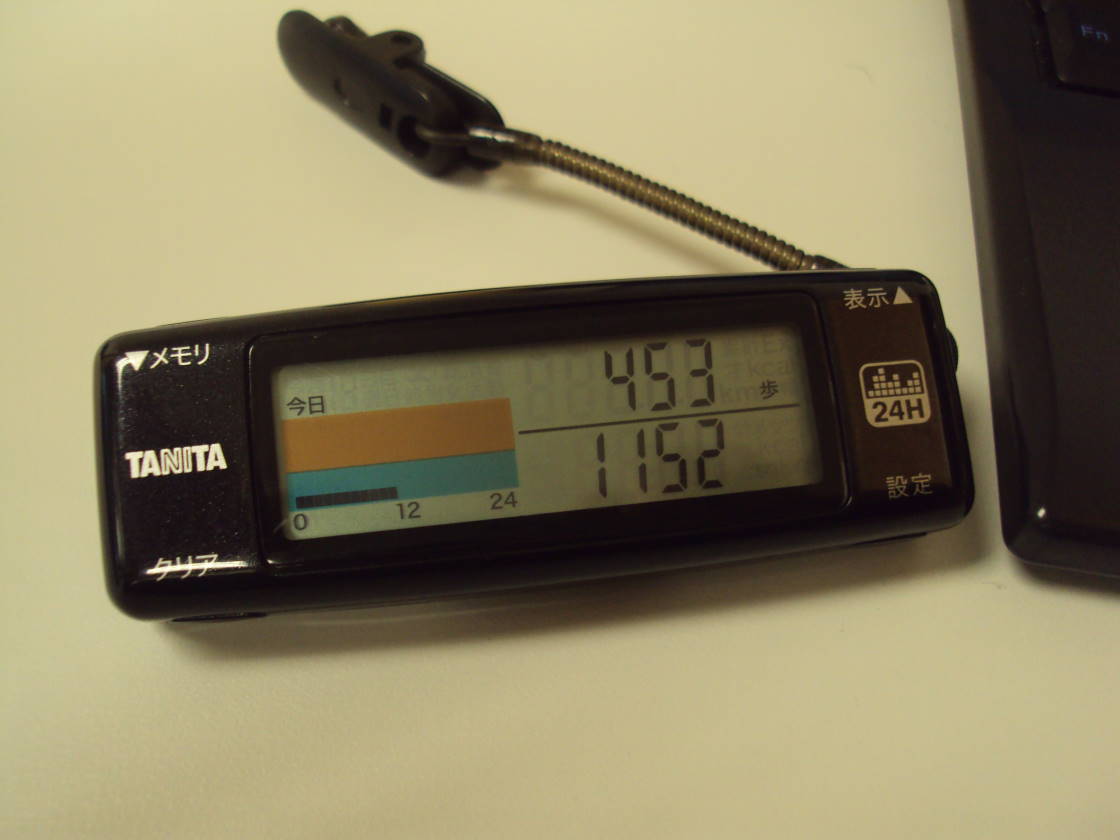 Fn
表示▲
▼メモリ
今日
453 歩
24H
TANITA
1152
0 12 24
設定
クリア